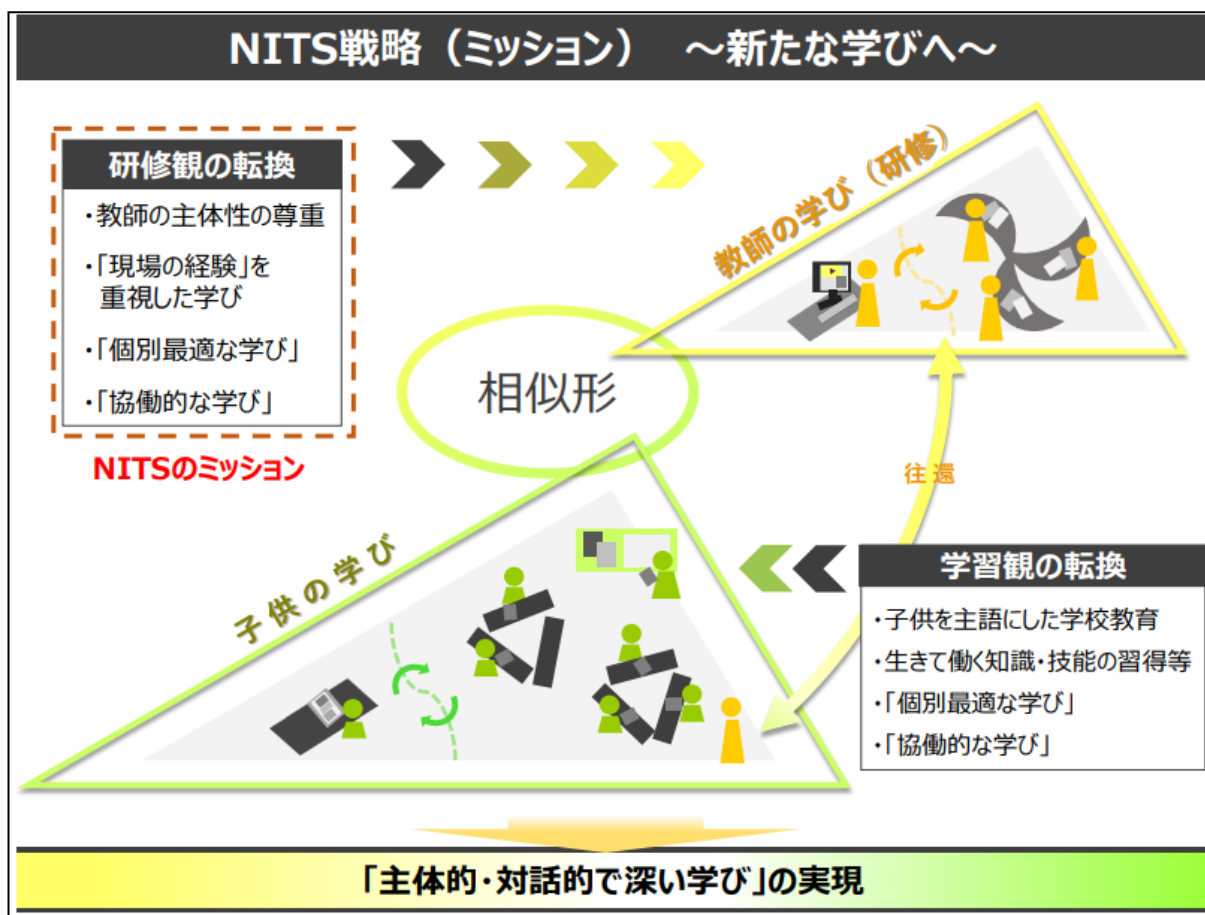 NITS戦略（ミッション）　～新たな学びへ～
研修観の転換
・教師の主体性の尊重
・「現場の経験」を
重視した学び
・「個別最適な学び」
・「協働的な学び」
NITSのミッション
教師の学び（研修）
相似形
往還
子供の学び
学習観の転換
・子供を主語にした学校教育
・生きて働く知識・技能の習得等
・「個別最適な学び」
・「協働的な学び」
「主体的・対話的で深い学び」の実現